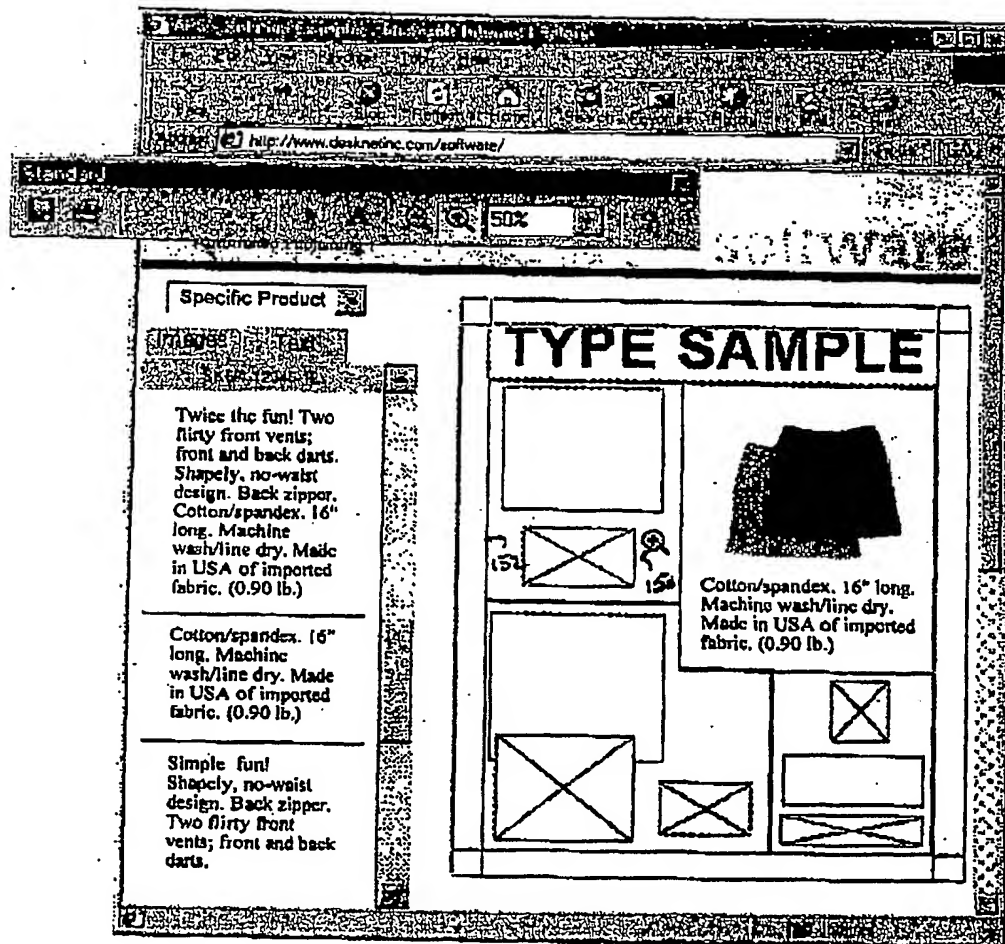 http://www.desknetinc.com/software/
Standard
50%
software
Specific Product
Images
Text
TYPE SAMPLE
Twice the fun! Two
flirty front vents;
front and back darts.
Shapely, no-waist
design. Back zipper.
Cotton/spandex. 16"
long. Machine
wash/line dry. Made
in USA of imported
fabric. (0.90 lb.)
Cotton/spandex. 16"
long. Machine
wash/line dry. Made
in USA of imported
fabric. (0.90 lb.)
Simple fun!
Shapely, no-waist
design. Back zipper.
Two flirty front
vents; front and back
darts.
152
154
Cotton/spandex. 16" long.
Machine wash/line dry.
Made in USA of imported
fabric. (0.90 lb.)